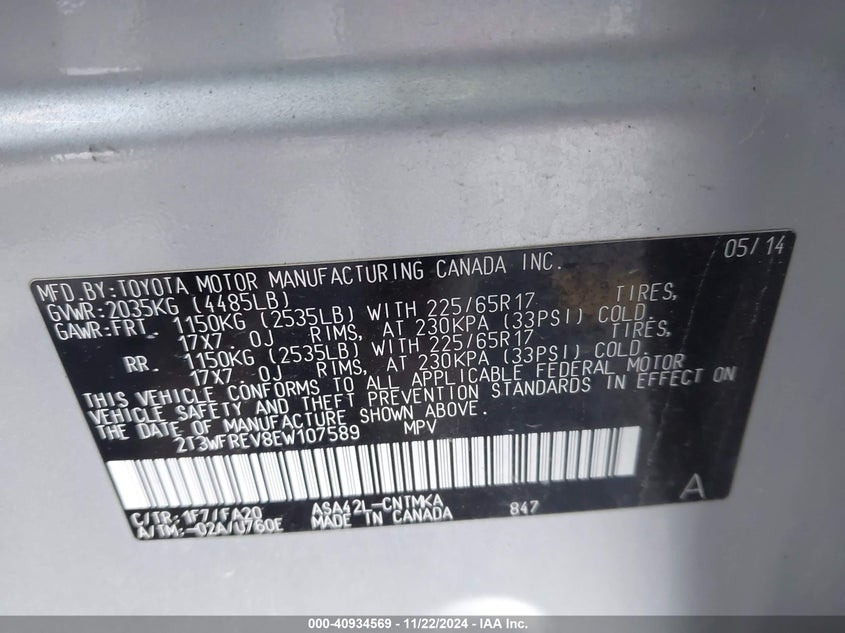 05/14
MFD.BY:TOYOTA MOTOR MANUFACTURING CANADA INC.
GVWR:2035KG (4485LB)
GAWR:FRT. 1150KG (2535LB) WITH 225/65R17 TIRES,
17X7.0J RIMS, AT 230KPA (33PSI) COLD.
RR. 1150KG (2535LB) WITH 225/65R17 TIRES,
17X7.0J RIMS, AT 230KPA (33PSI) COLD.
THIS VEHICLE CONFORMS TO ALL APPLICABLE FEDERAL MOTOR
VEHICLE SAFETY AND THEFT PREVENTION STANDARDS IN EFFECT ON
THE DATE OF MANUFACTURE SHOWN ABOVE.
2T3WFREV8EW107589 MPV
C/TR:1F7/FA20 ASA42L-CNTMKA 847 A
A/TM:-02A/U760E MADE IN CANADA
000-40934569 - 11/22/2024 - IAA Inc.